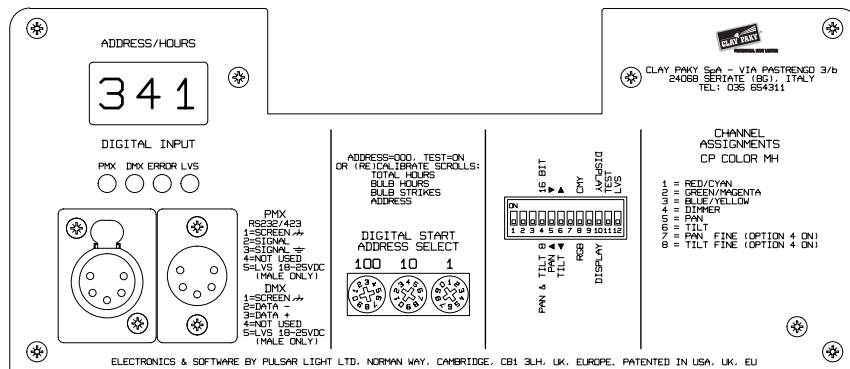 ADDRESS/HOURS
341
DIGITAL INPUT
PMX DMX ERROR LVS
PMX
RS232/423
1=SCREEN
2=SIGNAL
3=SIGNAL
4=NOT USED
5=LVS 18-25VDC
(MALE ONLY)
DMX
1=SCREEN
2=DATA -
3=DATA +
4=NOT USED
5=LVS 18-25VDC
(MALE ONLY)
ADDRESS=000, TEST=ON
OR (RE)CALIBRATE SCROLLS:
TOTAL HOURS
BULB HOURS
BULB STRIKES
ADDRESS
DIGITAL START
ADDRESS SELECT
100 10 1
16 BIT
CMY
DISPLAY
TEST
LVS
ON
1 2 3 4 5 6 7 8 9 10 11 12
PAN & TILT 8
PAN
TILT
RGB
DISPLAY
CLAY PAKY
CLAY PAKY SpA - VIA PASTRENGO 3/b
24068 SERIATE (BG), ITALY
TEL: 035 654311
CHANNEL
ASSIGNMENTS
CP COLOR MH
1 = RED/CYAN
2 = GREEN/MAGENTA
3 = BLUE/YELLOW
4 = DIMMER
5 = PAN
6 = TILT
7 = PAN FINE (OPTION 4 ON)
8 = TILT FINE (OPTION 4 ON)
ELECTRONICS & SOFTWARE BY PULSAR LIGHT LTD, NORMAN WAY, CAMBRIDGE, CB1 3LH, UK, EUROPE. PATENTED IN USA, UK, EU